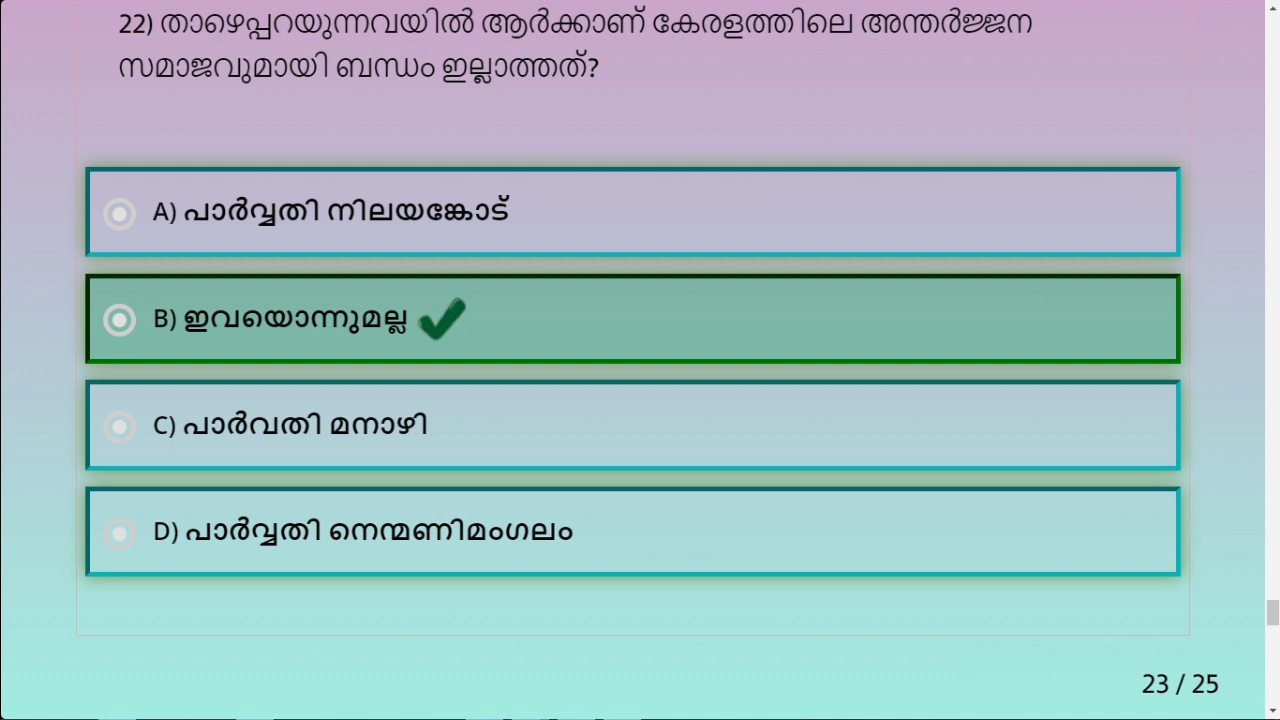 22) താഴെപ്പറയുന്നവയിൽ ആർക്കാണ് കേരളത്തിലെ അന്തർജ്ജന
സമാജവുമായി ബന്ധം ഇല്ലാത്തത്?
A) പാർവ്വതി നിലയങ്കോട്
B) ഇവയൊന്നുമല്ല
C) പാർവതി മനാഴി
D) പാർവ്വതി നെന്മണിമംഗലം
23 / 25